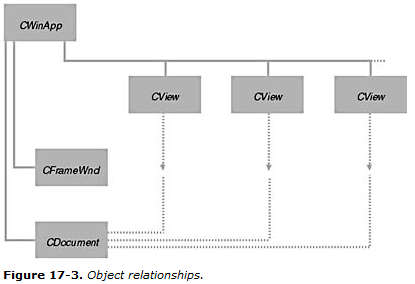 CWinApp
CView
CView
CView
CFrameWnd
CDocument
Figure 17-3. Object relationships.